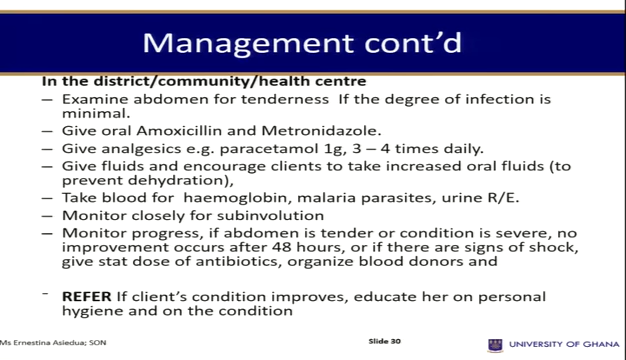 Management cont'd
In the district/community/health centre
— Examine abdomen for tenderness  If the degree of infection is
minimal.
— Give oral Amoxicillin and Metronidazole.
— Give analgesics e.g. paracetamol 1g, 3 – 4 times daily.
— Give fluids and encourage clients to take increased oral fluids (to
prevent dehydration),
— Take blood for  haemoglobin, malaria parasites, urine R/E.
— Monitor closely for subinvolution
— Monitor progress, if abdomen is tender or condition is severe, no
improvement occurs after 48 hours, or if there are signs of shock,
give stat dose of antibiotics, organize blood donors and
- REFER If client's condition improves, educate her on personal
hygiene and on the condition
Ms Ernestina Asiedua; SON
Slide 30
UNIVERSITY OF GHANA